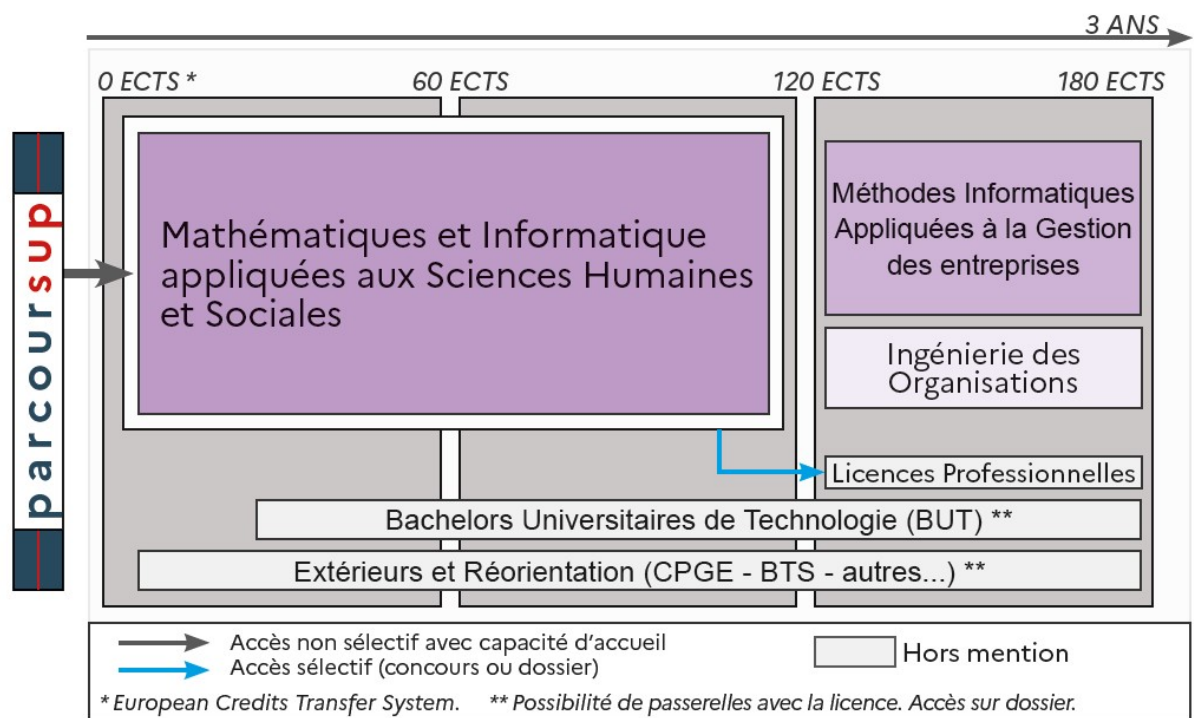 3 ANS
0 ECTS *
60 ECTS
120 ECTS
180 ECTS
parcoursup
Mathématiques et Informatique
appliquées aux Sciences Humaines
et Sociales
Méthodes Informatiques
Appliquées à la Gestion
des entreprises
Ingénierie des
Organisations
Licences Professionnelles
Bachelors Universitaires de Technologie (BUT) **
Extérieurs et Réorientation (CPGE - BTS - autres...) **
Accès non sélectif avec capacité d'accueil
Accès sélectif (concours ou dossier)
Hors mention
* European Credits Transfer System. ** Possibilité de passerelles avec la licence. Accès sur dossier.